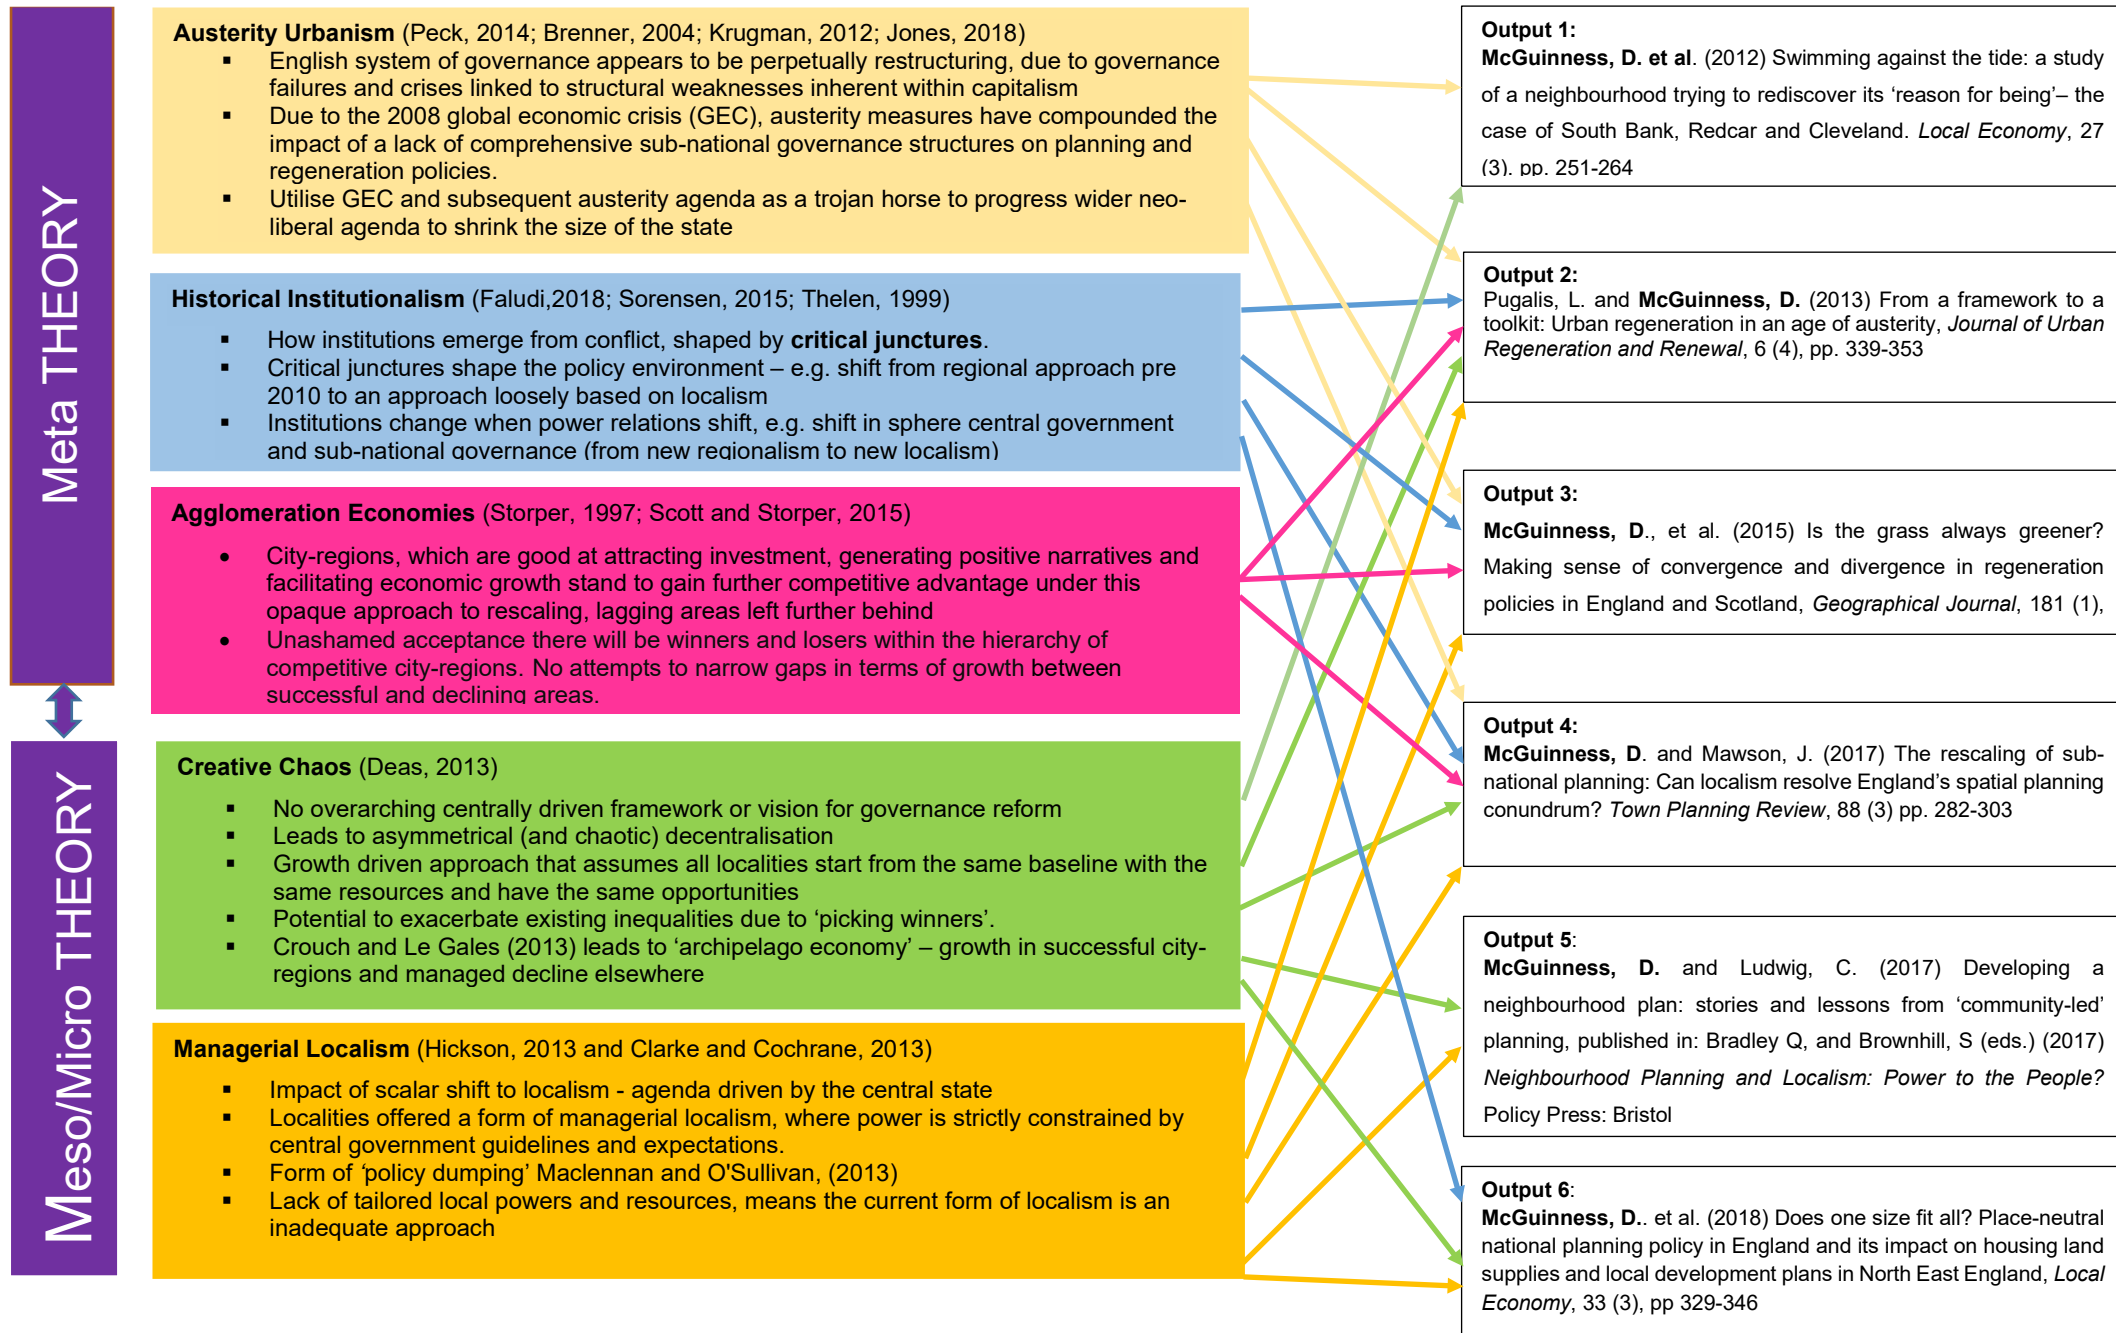 Meta THEORY
Austerity Urbanism (Peck, 2014; Brenner, 2004; Krugman, 2012; Jones, 2018)
▪ English system of governance appears to be perpetually restructuring, due to governance
failures and crises linked to structural weaknesses inherent within capitalism
▪ Due to the 2008 global economic crisis (GEC), austerity measures have compounded the
impact of a lack of comprehensive sub-national governance structures on planning and
regeneration policies.
▪ Utilise GEC and subsequent austerity agenda as a trojan horse to progress wider neo-
liberal agenda to shrink the size of the state
Historical Institutionalism (Faludi,2018; Sorensen, 2015; Thelen, 1999)
▪ How institutions emerge from conflict, shaped by critical junctures.
▪ Critical junctures shape the policy environment – e.g. shift from regional approach pre
2010 to an approach loosely based on localism
▪ Institutions change when power relations shift, e.g. shift in sphere central government
and sub-national governance (from new regionalism to new localism)
Agglomeration Economies (Storper, 1997; Scott and Storper, 2015)
• City-regions, which are good at attracting investment, generating positive narratives and
facilitating economic growth stand to gain further competitive advantage under this
opaque approach to rescaling, lagging areas left further behind
• Unashamed acceptance there will be winners and losers within the hierarchy of
competitive city-regions. No attempts to narrow gaps in terms of growth between
successful and declining areas.
Meso/Micro THEORY
Creative Chaos (Deas, 2013)
▪ No overarching centrally driven framework or vision for governance reform
▪ Leads to asymmetrical (and chaotic) decentralisation
▪ Growth driven approach that assumes all localities start from the same baseline with the
same resources and have the same opportunities
▪ Potential to exacerbate existing inequalities due to ‘picking winners’.
▪ Crouch and Le Gales (2013) leads to ‘archipelago economy’ – growth in successful city-
regions and managed decline elsewhere
Managerial Localism (Hickson, 2013 and Clarke and Cochrane, 2013)
▪ Impact of scalar shift to localism - agenda driven by the central state
▪ Localities offered a form of managerial localism, where power is strictly constrained by
central government guidelines and expectations.
▪ Form of ‘policy dumping’ Maclennan and O'Sullivan, (2013)
▪ Lack of tailored local powers and resources, means the current form of localism is an
inadequate approach
Output 1:
McGuinness, D. et al. (2012) Swimming against the tide: a study
of a neighbourhood trying to rediscover its ‘reason for being’– the
case of South Bank, Redcar and Cleveland. Local Economy, 27
(3). pp. 251-264
Output 2:
Pugalis, L. and McGuinness, D. (2013) From a framework to a
toolkit: Urban regeneration in an age of austerity, Journal of Urban
Regeneration and Renewal, 6 (4), pp. 339-353
Output 3:
McGuinness, D., et al. (2015) Is the grass always greener?
Making sense of convergence and divergence in regeneration
policies in England and Scotland, Geographical Journal, 181 (1),
Output 4:
McGuinness, D. and Mawson, J. (2017) The rescaling of sub-
national planning: Can localism resolve England’s spatial planning
conundrum? Town Planning Review, 88 (3) pp. 282-303
Output 5:
McGuinness, D. and Ludwig, C. (2017) Developing a
neighbourhood plan: stories and lessons from ‘community-led’
planning, published in: Bradley Q, and Brownhill, S (eds.) (2017)
Neighbourhood Planning and Localism: Power to the People?
Policy Press: Bristol
Output 6:
McGuinness, D.. et al. (2018) Does one size fit all? Place-neutral
national planning policy in England and its impact on housing land
supplies and local development plans in North East England, Local
Economy, 33 (3), pp 329-346